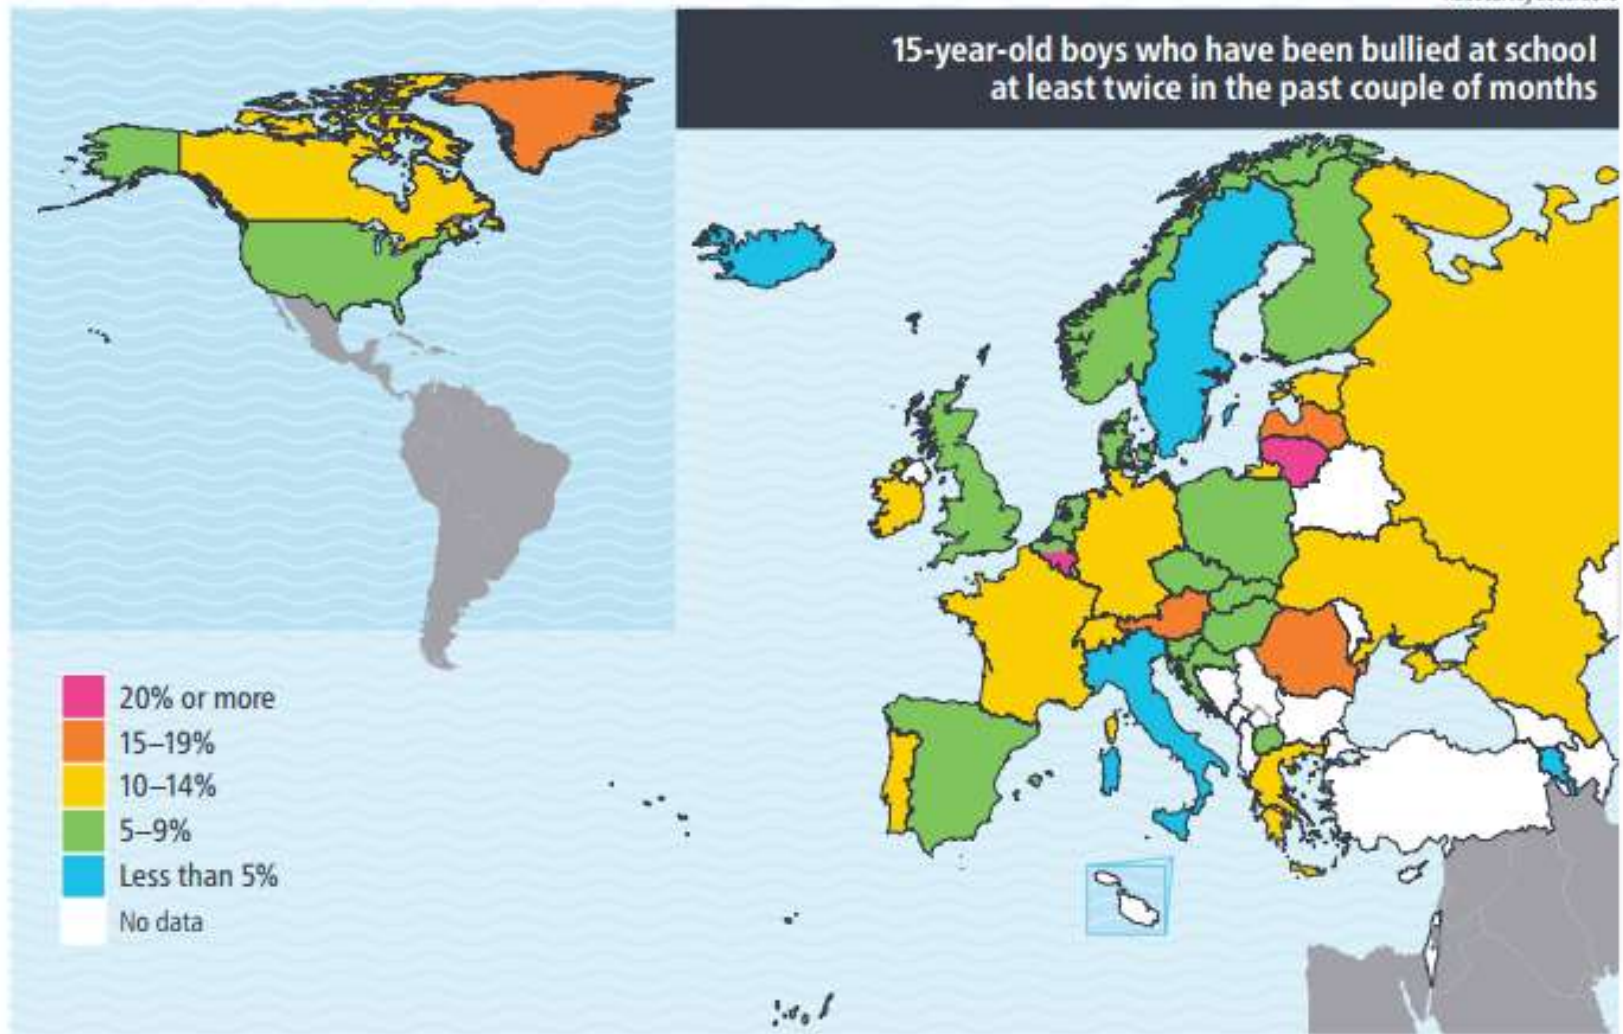 15-year-old boys who have been bullied at school
at least twice in the past couple of months
20% or more
15–19%
10–14%
5–9%
Less than 5%
No data